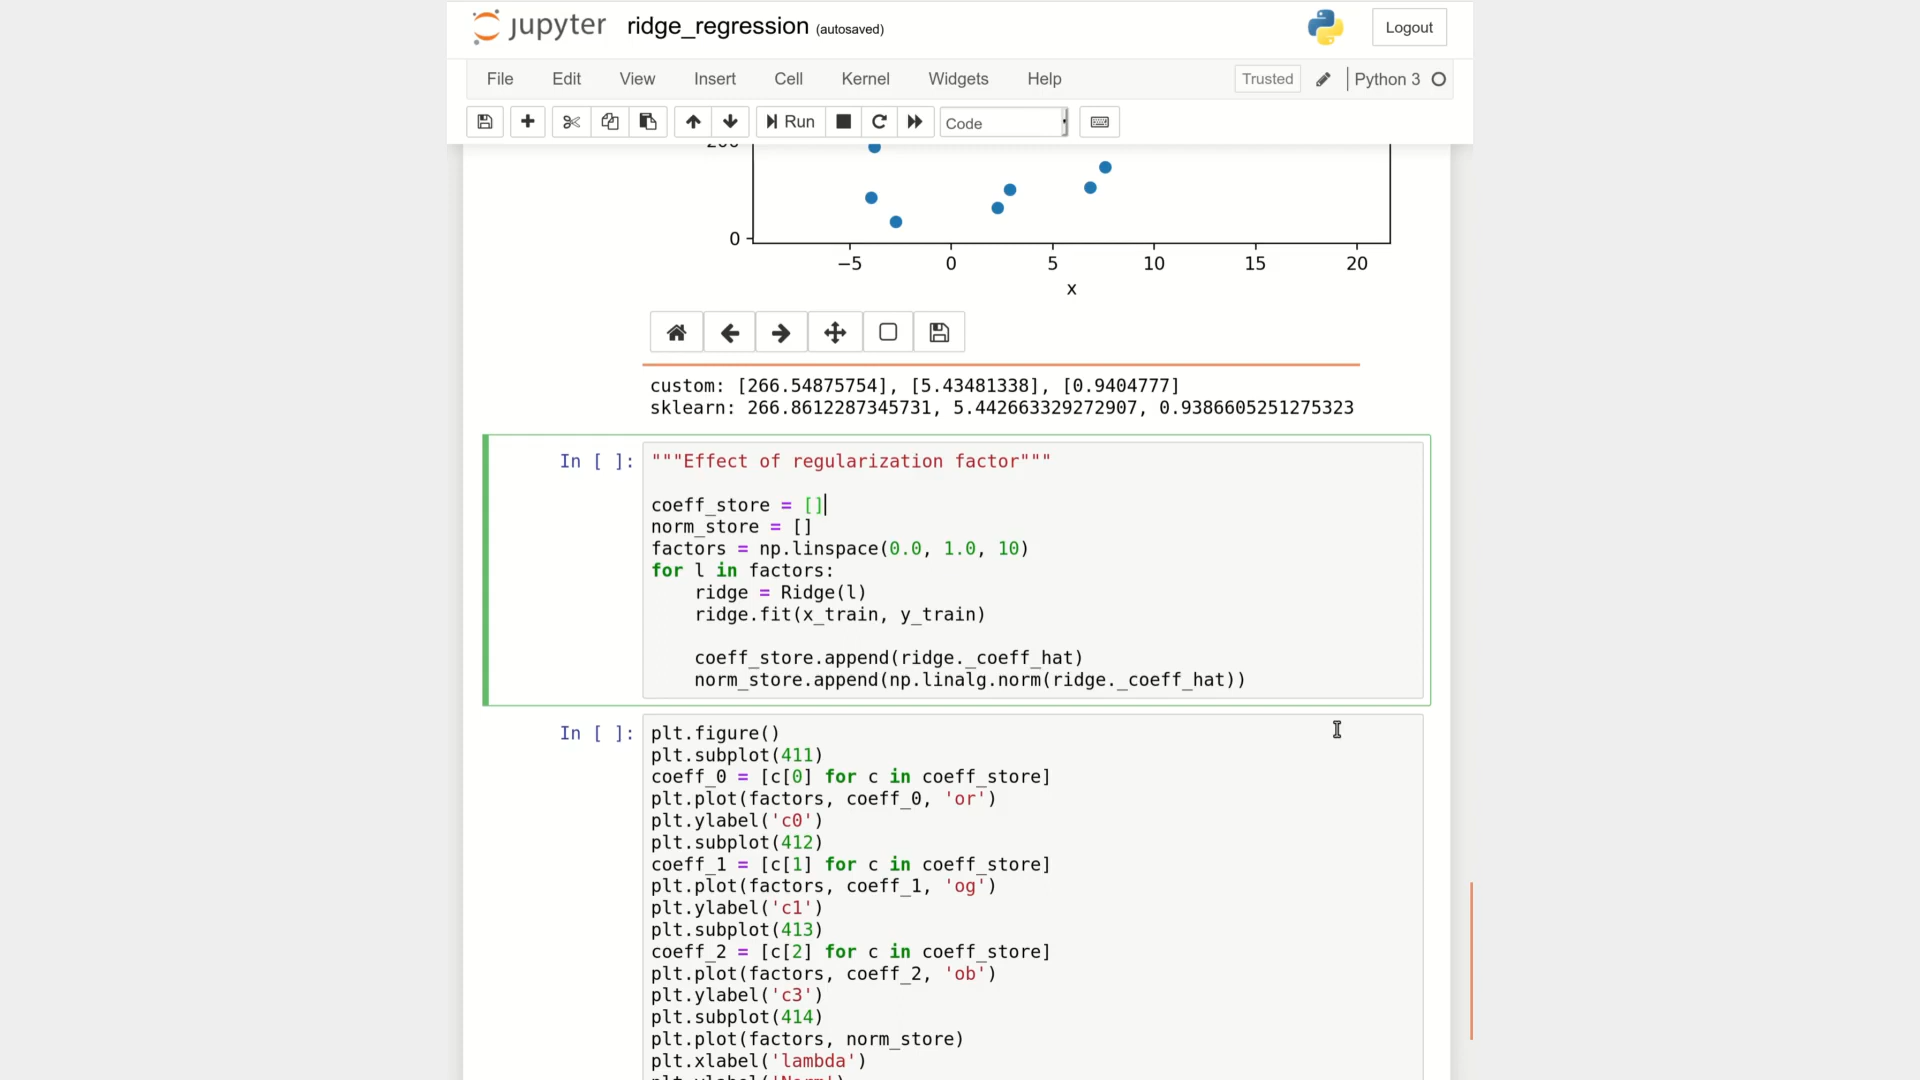 jupyter ridge_regression (autosaved) Logout
File Edit View Insert Cell Kernel Widgets Help Trusted Python 3
Run Code
200
0
−5 0 5 10 15 20
x
custom: [266.54875754], [5.43481338], [0.9404777]
sklearn: 266.8612287345731, 5.442663329272907, 0.9386605251275323
In [ ]: """Effect of regularization factor"""
coeff_store = []
norm_store = []
factors = np.linspace(0.0, 1.0, 10)
for l in factors:
    ridge = Ridge(l)
    ridge.fit(x_train, y_train)
    coeff_store.append(ridge._coeff_hat)
    norm_store.append(np.linalg.norm(ridge._coeff_hat))
In [ ]: plt.figure()
plt.subplot(411)
coeff_0 = [c[0] for c in coeff_store]
plt.plot(factors, coeff_0, 'or')
plt.ylabel('c0')
plt.subplot(412)
coeff_1 = [c[1] for c in coeff_store]
plt.plot(factors, coeff_1, 'og')
plt.ylabel('c1')
plt.subplot(413)
coeff_2 = [c[2] for c in coeff_store]
plt.plot(factors, coeff_2, 'ob')
plt.ylabel('c3')
plt.subplot(414)
plt.plot(factors, norm_store)
plt.xlabel('lambda')
plt.ylabel('Norm')